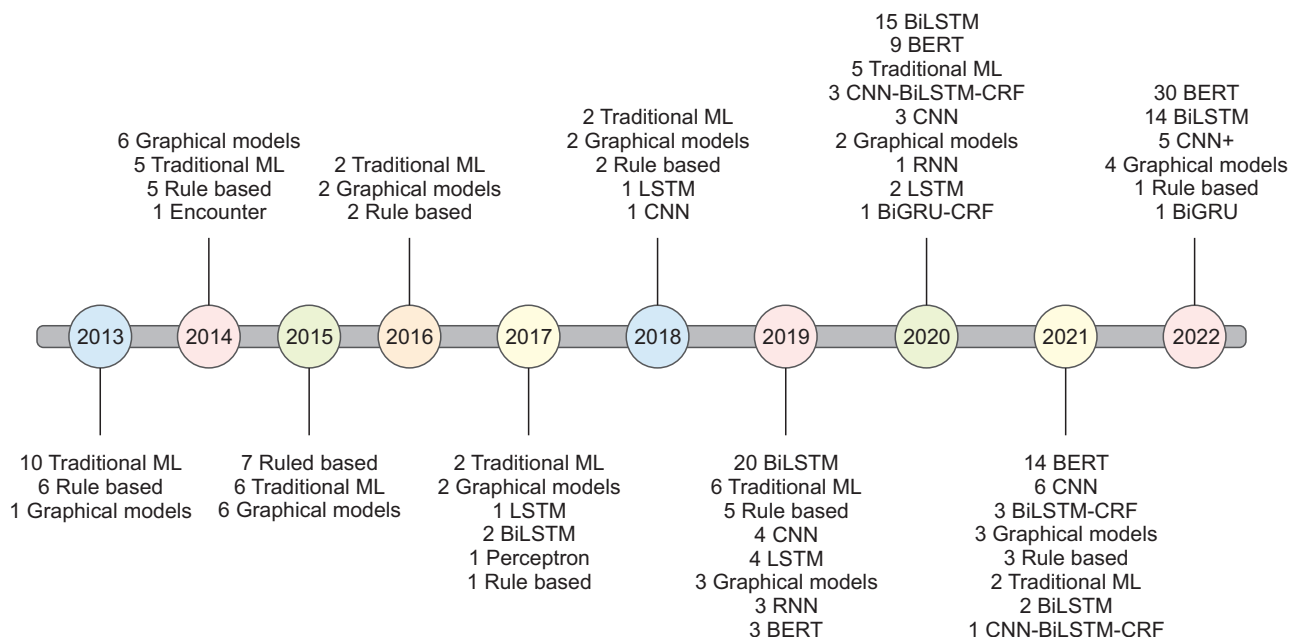 15 BiLSTM
9 BERT
5 Traditional ML
3 CNN-BiLSTM-CRF
3 CNN
2 Graphical models
1 RNN
2 LSTM
1 BiGRU-CRF
30 BERT
14 BiLSTM
5 CNN+
4 Graphical models
1 Rule based
1 BiGRU
2 Traditional ML
2 Graphical models
2 Rule based
1 LSTM
1 CNN
6 Graphical models
5 Traditional ML
5 Rule based
1 Encounter
2 Traditional ML
2 Graphical models
2 Rule based
2013
2014
2015
2016
2017
2018
2019
2020
2021
2022
10 Traditional ML
6 Rule based
1 Graphical models
7 Ruled based
6 Traditional ML
6 Graphical models
2 Traditional ML
2 Graphical models
1 LSTM
2 BiLSTM
1 Perceptron
1 Rule based
20 BiLSTM
6 Traditional ML
5 Rule based
4 CNN
4 LSTM
3 Graphical models
3 RNN
3 BERT
14 BERT
6 CNN
3 BiLSTM-CRF
3 Graphical models
3 Rule based
2 Traditional ML
2 BiLSTM
1 CNN-BiLSTM-CRF